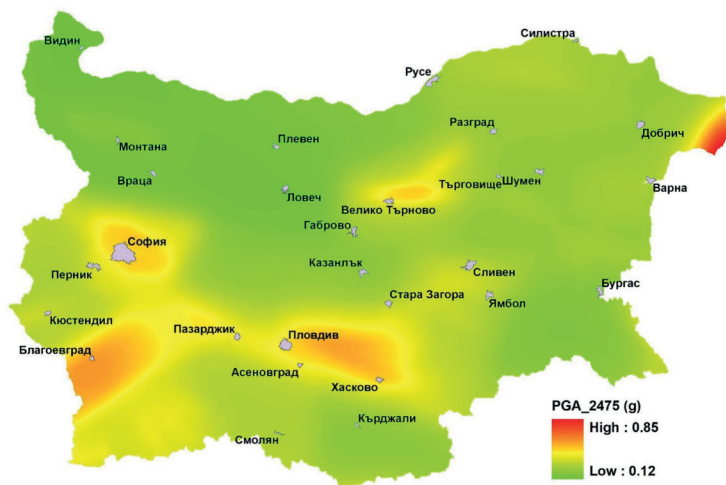 Видин
Силистра
Русе
Разград
Добрич
Монтана
Плевен
Враца
Ловеч
Търговище
Шумен
Варна
Велико Търново
Габрово
София
Перник
Казанлък
Сливен
Бургас
Стара Загора
Ямбол
Кюстендил
Пазарджик
Пловдив
Благоевград
Асеновград
Хасково
Кърджали
Смолян
PGA_2475 (g)
High : 0.85
Low : 0.12